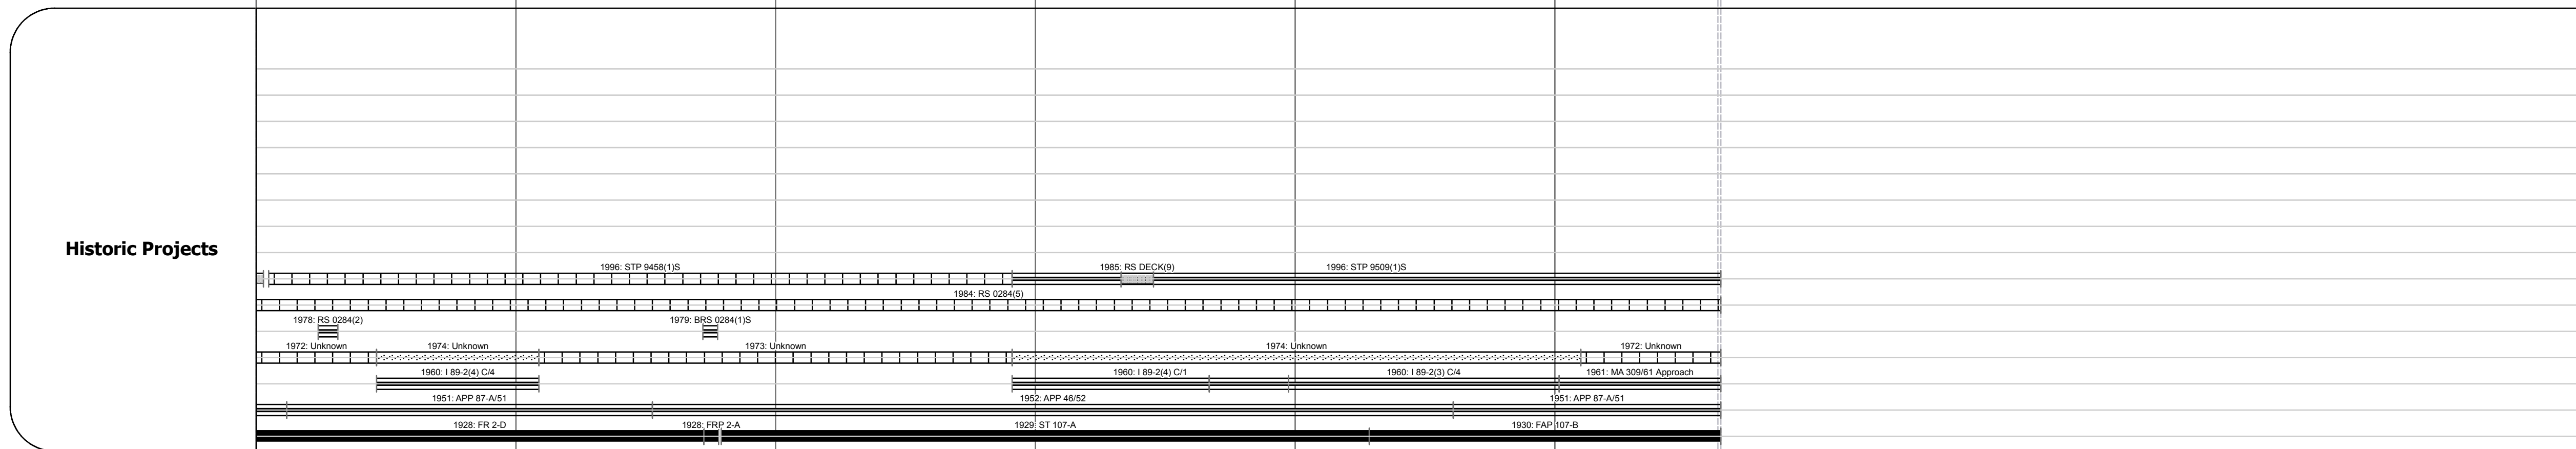 Historic Projects
1996: STP 9458(1)S
1985: RS DECK(9)
1996: STP 9509(1)S
1984: RS 0284(5)
1978: RS 0284(2)
1979: BRS 0284(1)S
1972: Unknown
1974: Unknown
1973: Unknown
1974: Unknown
1972: Unknown
1960: I 89-2(4) C/4
1960: I 89-2(4) C/1
1960: I 89-2(3) C/4
1961: MA 309/61 Approach
1951: APP 87-A/51
1952: APP 46/52
1951: APP 87-A/51
1928: FR 2-D
1928: FRP 2-A
1929: ST 107-A
1930: FAP 107-B